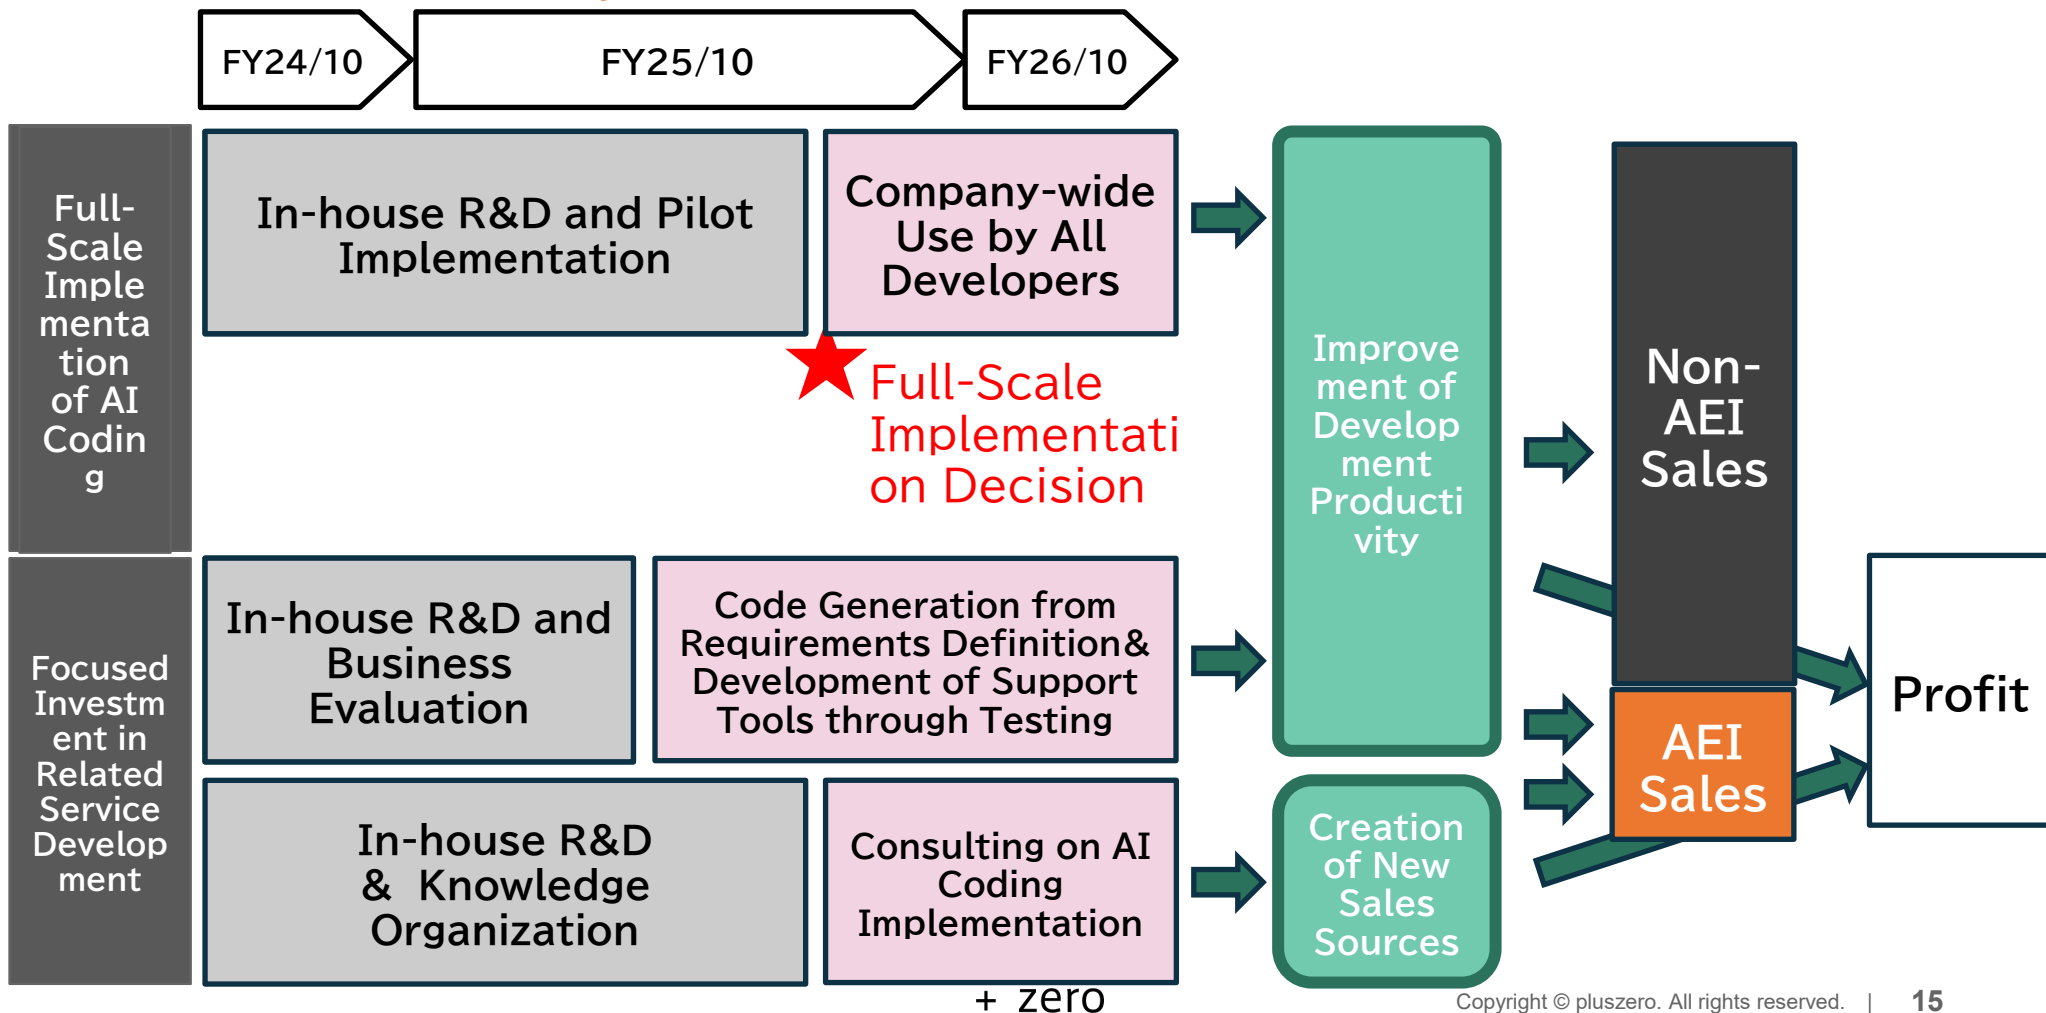 FY24/10
FY25/10
FY26/10
Full-
Scale
Imple
menta
tion
of AI
Codin
g
In-house R&D and Pilot
Implementation
Company-wide
Use by All
Developers
Full-Scale
Implementati
on Decision
Focused
Investm
ent in
Related
Service
Develop
ment
In-house R&D and
Business
Evaluation
Code Generation from
Requirements Definition&
Development of Support
Tools through Testing
In-house R&D
& Knowledge
Organization
Consulting on AI
Coding
Implementation
Improve
ment of
Develop
ment
Producti
vity
Creation
of New
Sales
Sources
Non-
AEI
Sales
AEI
Sales
Profit
+ zero
Copyright © pluszero. All rights reserved. | 15